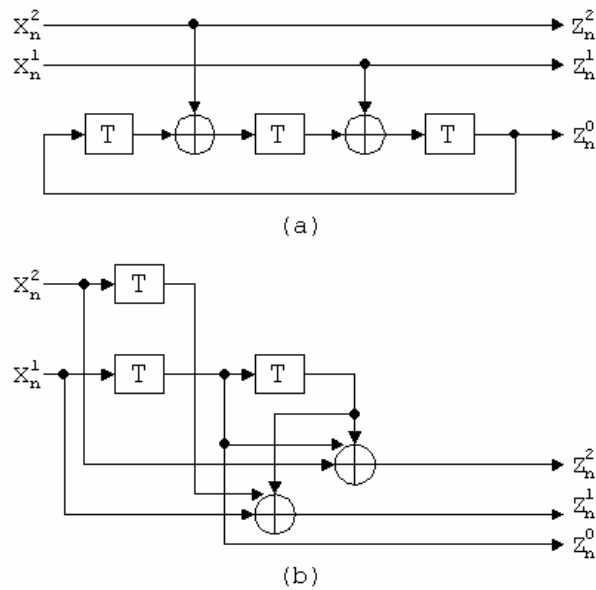 X_n^2 Z_n^2
X_n^1 Z_n^1
T T T Z_n^0
(a)
X_n^2 T
X_n^1 T T
Z_n^2
Z_n^1
Z_n^0
(b)